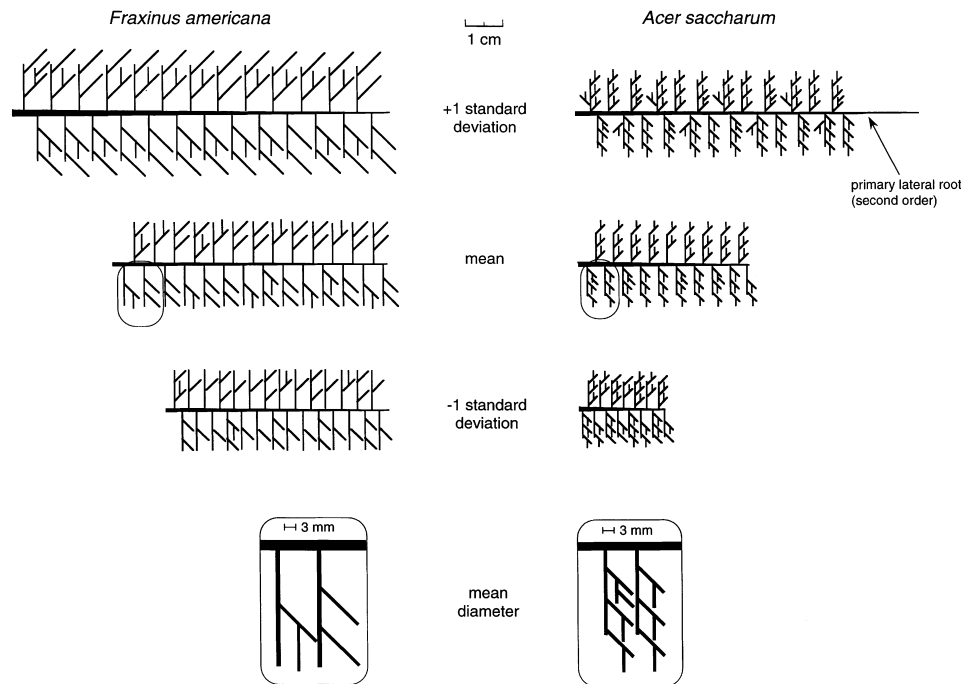 Fraxinus americana
Acer saccharum
1 cm
+1 standard
deviation
primary lateral root
(second order)
mean
-1 standard
deviation
3 mm
3 mm
mean
diameter